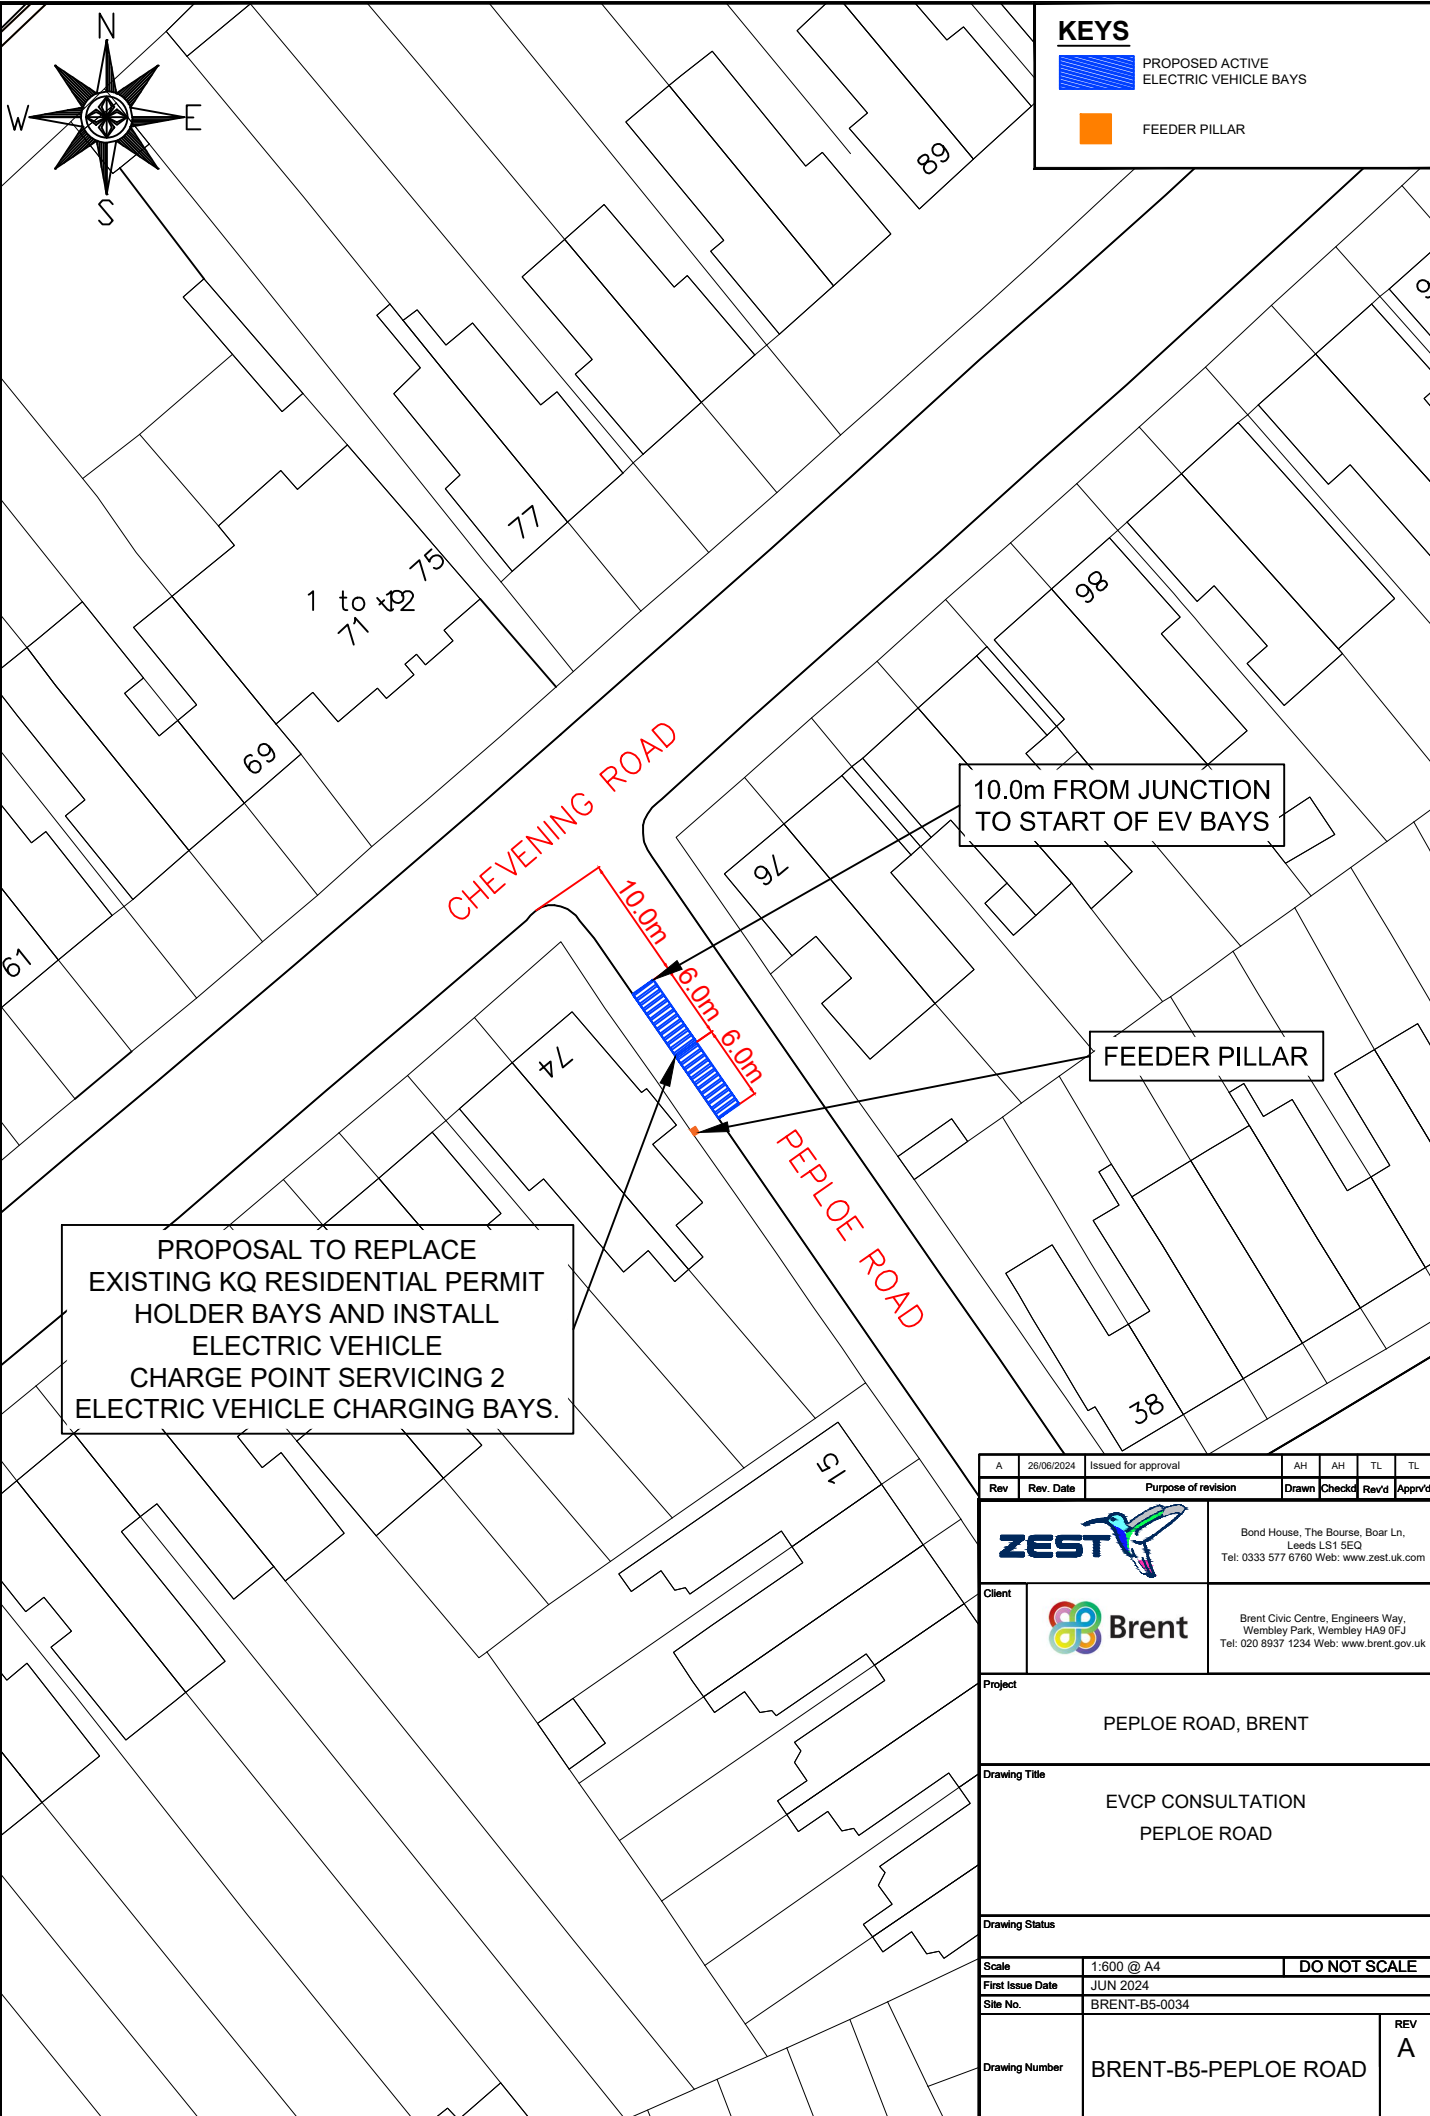 N
W
E
S
KEYS
PROPOSED ACTIVE
ELECTRIC VEHICLE BAYS
FEEDER PILLAR
89
77
1 to
75
71
69
61
98
76
74
CHEVENING ROAD
10.0m FROM JUNCTION
TO START OF EV BAYS
10.0m
6.0m
6.0m
FEEDER PILLAR
PEPLOE ROAD
PROPOSAL TO REPLACE
EXISTING KQ RESIDENTIAL PERMIT
HOLDER BAYS AND INSTALL
ELECTRIC VEHICLE
CHARGE POINT SERVICING 2
ELECTRIC VEHICLE CHARGING BAYS.
15
38
A 26/06/2024 Issued for approval AH AH TL TL
Rev Rev. Date Purpose of revision Drawn Checkd Rev'd Apprv'd
ZEST
Bond House, The Bourse, Boar Ln,
Leeds LS1 5EQ
Tel: 0333 577 6760 Web: www.zest.uk.com
Client
Brent
Brent Civic Centre, Engineers Way,
Wembley Park, Wembley HA9 0FJ
Tel: 020 8937 1234 Web: www.brent.gov.uk
Project
PEPLOE ROAD, BRENT
Drawing Title
EVCP CONSULTATION
PEPLOE ROAD
Drawing Status
Scale 1:600 @ A4 DO NOT SCALE
First Issue Date JUN 2024
Site No. BRENT-B5-0034
Drawing Number BRENT-B5-PEPLOE ROAD
REV
A